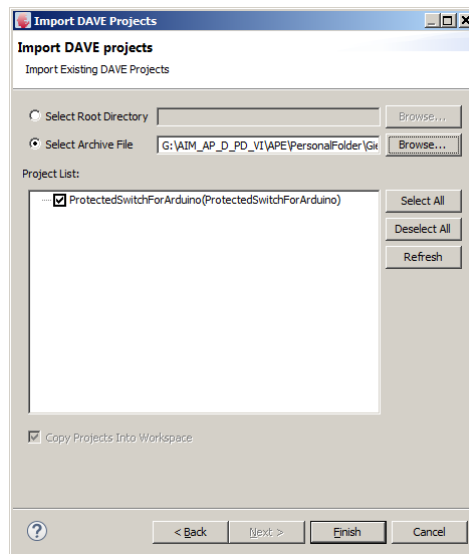 Import DAVE Projects
Import DAVE projects
Import Existing DAVE Projects
Select Root Directory Browse...
Select Archive File G:\AIM_AP_D_PD_VI\APE\PersonalFolder\Gie Browse...
Project List:
ProtectedSwitchForArduino(ProtectedSwitchForArduino) Select All
Deselect All
Refresh
Copy Projects Into Workspace
? < Back Next > Finish Cancel